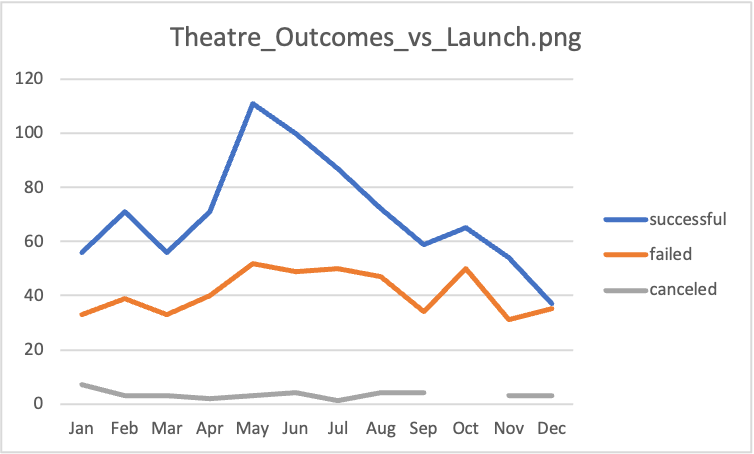 Theatre_Outcomes_vs_Launch.png
120
100
80
60
40
20
0
Jan Feb Mar Apr May Jun Jul Aug Sep Oct Nov Dec
successful
failed
canceled